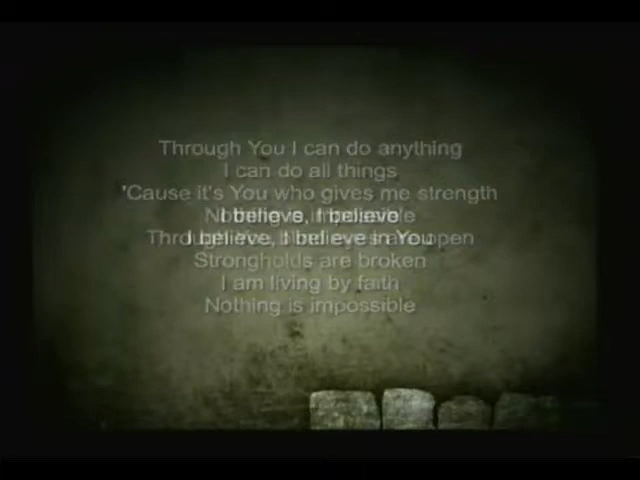 Through You I can do anything
I can do all things
'Cause it's You who gives me strength
Nothing is impossible
I believe, I believe
Through You blind eyes are open
I believe, I believe in You
Strongholds are broken
I am living by faith
Nothing is impossible